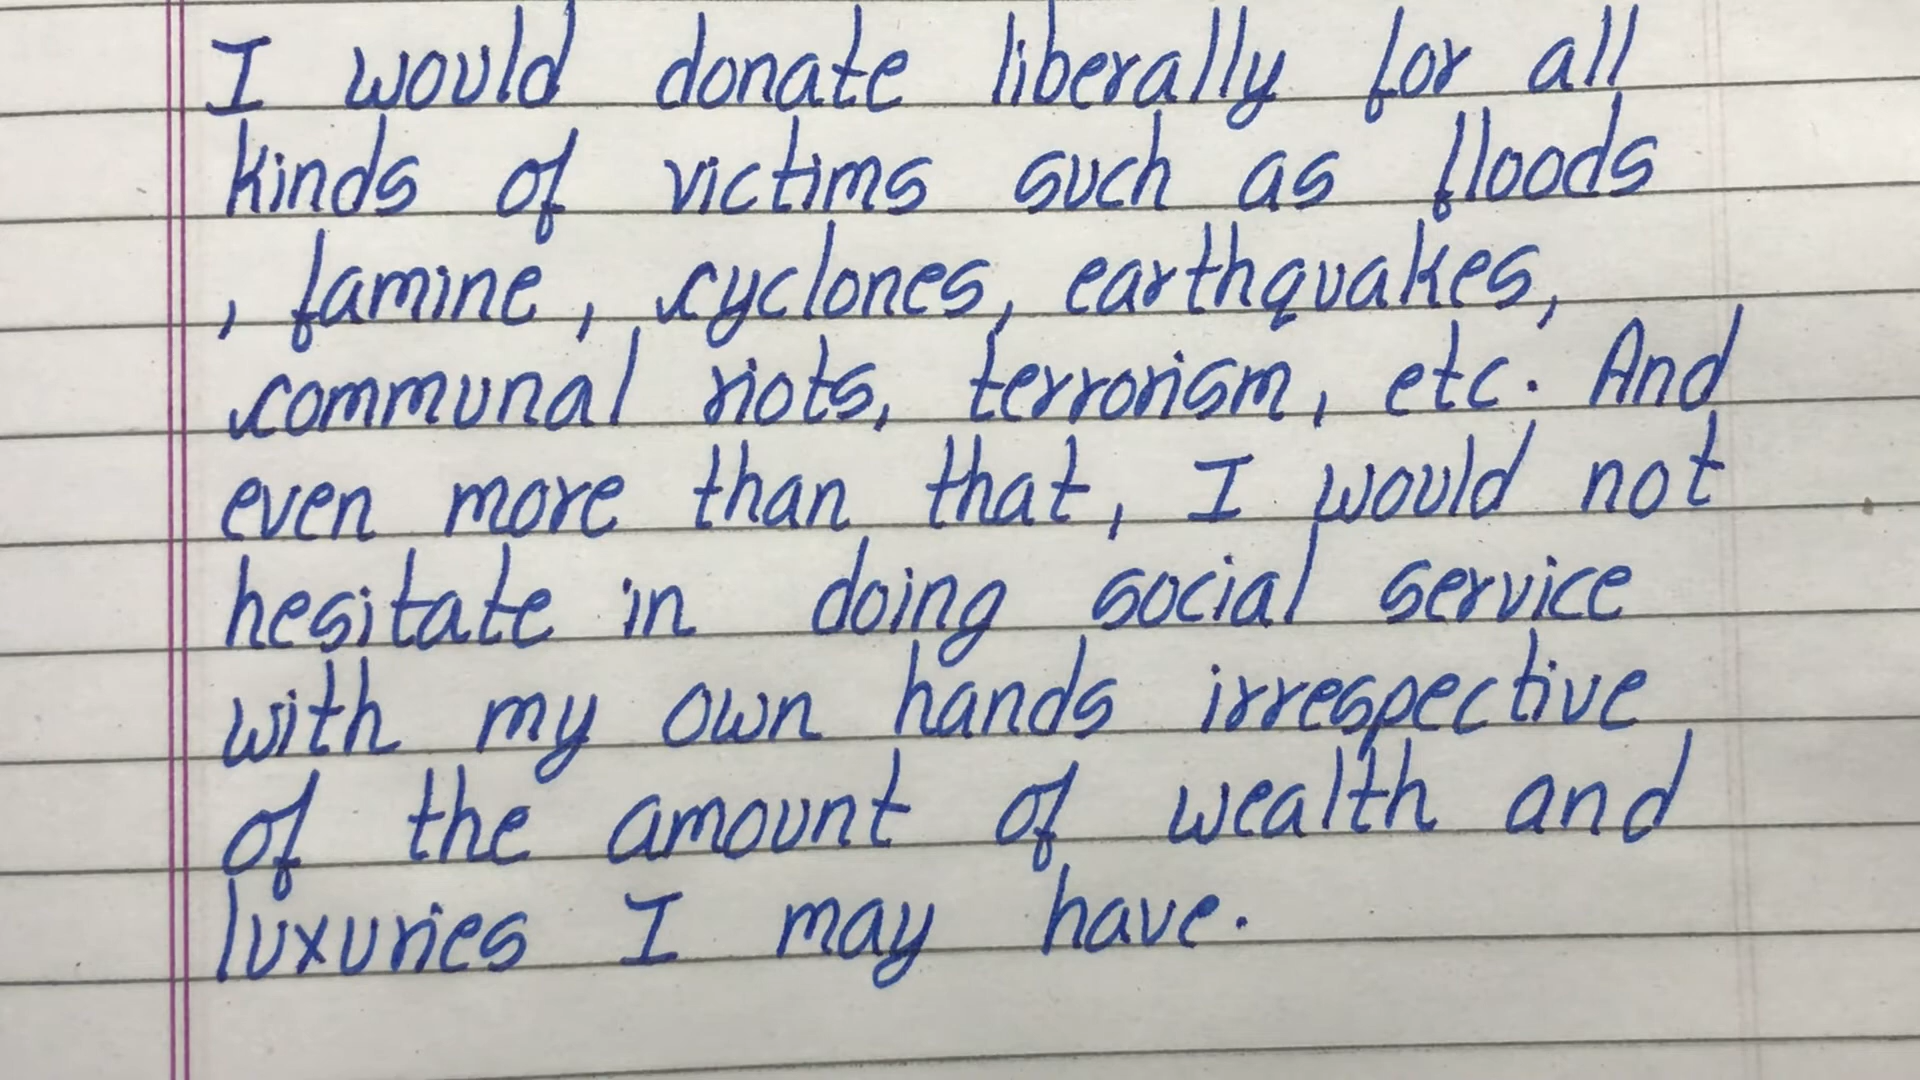 I would donate liberally for all
kinds of victims such as floods
, famine, cyclones, earthquakes,
communal riots, terrorism, etc. And
even more than that, I would not
hesitate in doing social service
with my own hands irrespective
of the amount of wealth and
luxuries I may have.